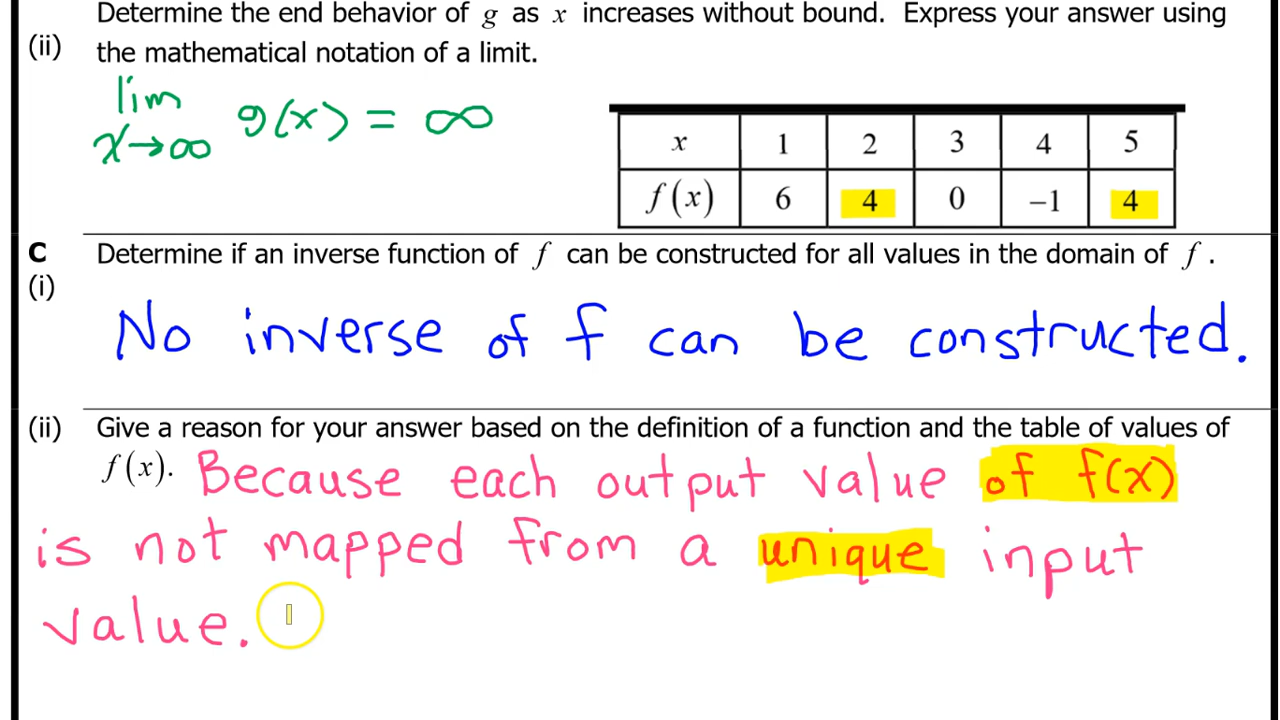 Determine the end behavior of g as x increases without bound. Express your answer using
(ii) the mathematical notation of a limit.
lim
x→∞ g(x) = ∞
x 1 2 3 4 5
f(x) 6 4 0 −1 4
C Determine if an inverse function of f can be constructed for all values in the domain of f.
(i)
No inverse of f can be constructed.
(ii) Give a reason for your answer based on the definition of a function and the table of values of
f(x). Because each output value of f(x)
is not mapped from a unique input
value.